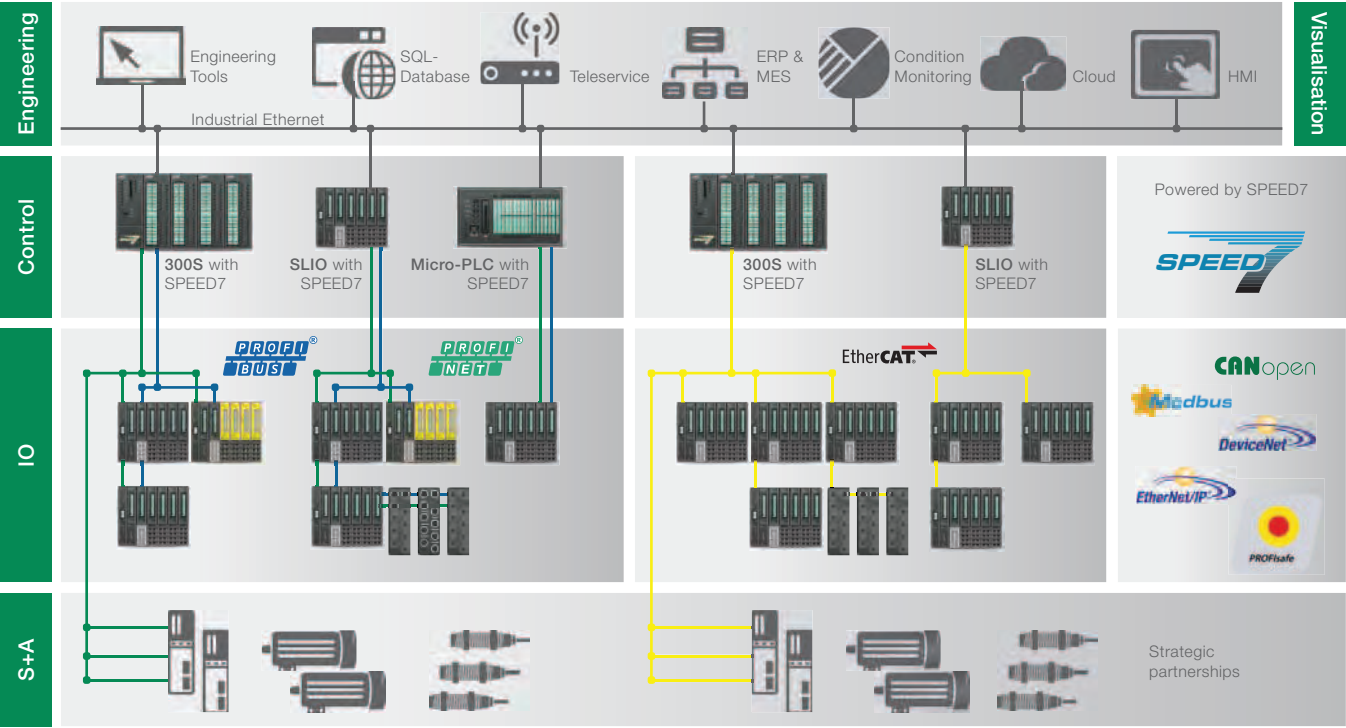 Engineering
Engineering
Tools
SQL-
Database
Teleservice
ERP &
MES
Condition
Monitoring
Cloud
HMI
Visualisation
Industrial Ethernet
Control
300S with
SPEED7
SLIO with
SPEED7
Micro-PLC with
SPEED7
300S with
SPEED7
SLIO with
SPEED7
Powered by SPEED7
SPEED7
IO
PROFI
BUS
®
PROFI
NET
®
EtherCAT®
CANopen
Modbus
DeviceNet
EtherNet/IP
PROFIsafe
S+A
Strategic
partnerships